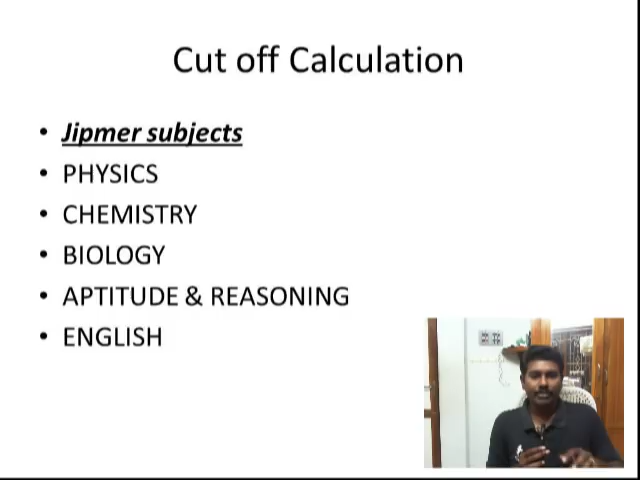 Cut off Calculation
• Jipmer subjects
• PHYSICS
• CHEMISTRY
• BIOLOGY
• APTITUDE & REASONING
• ENGLISH